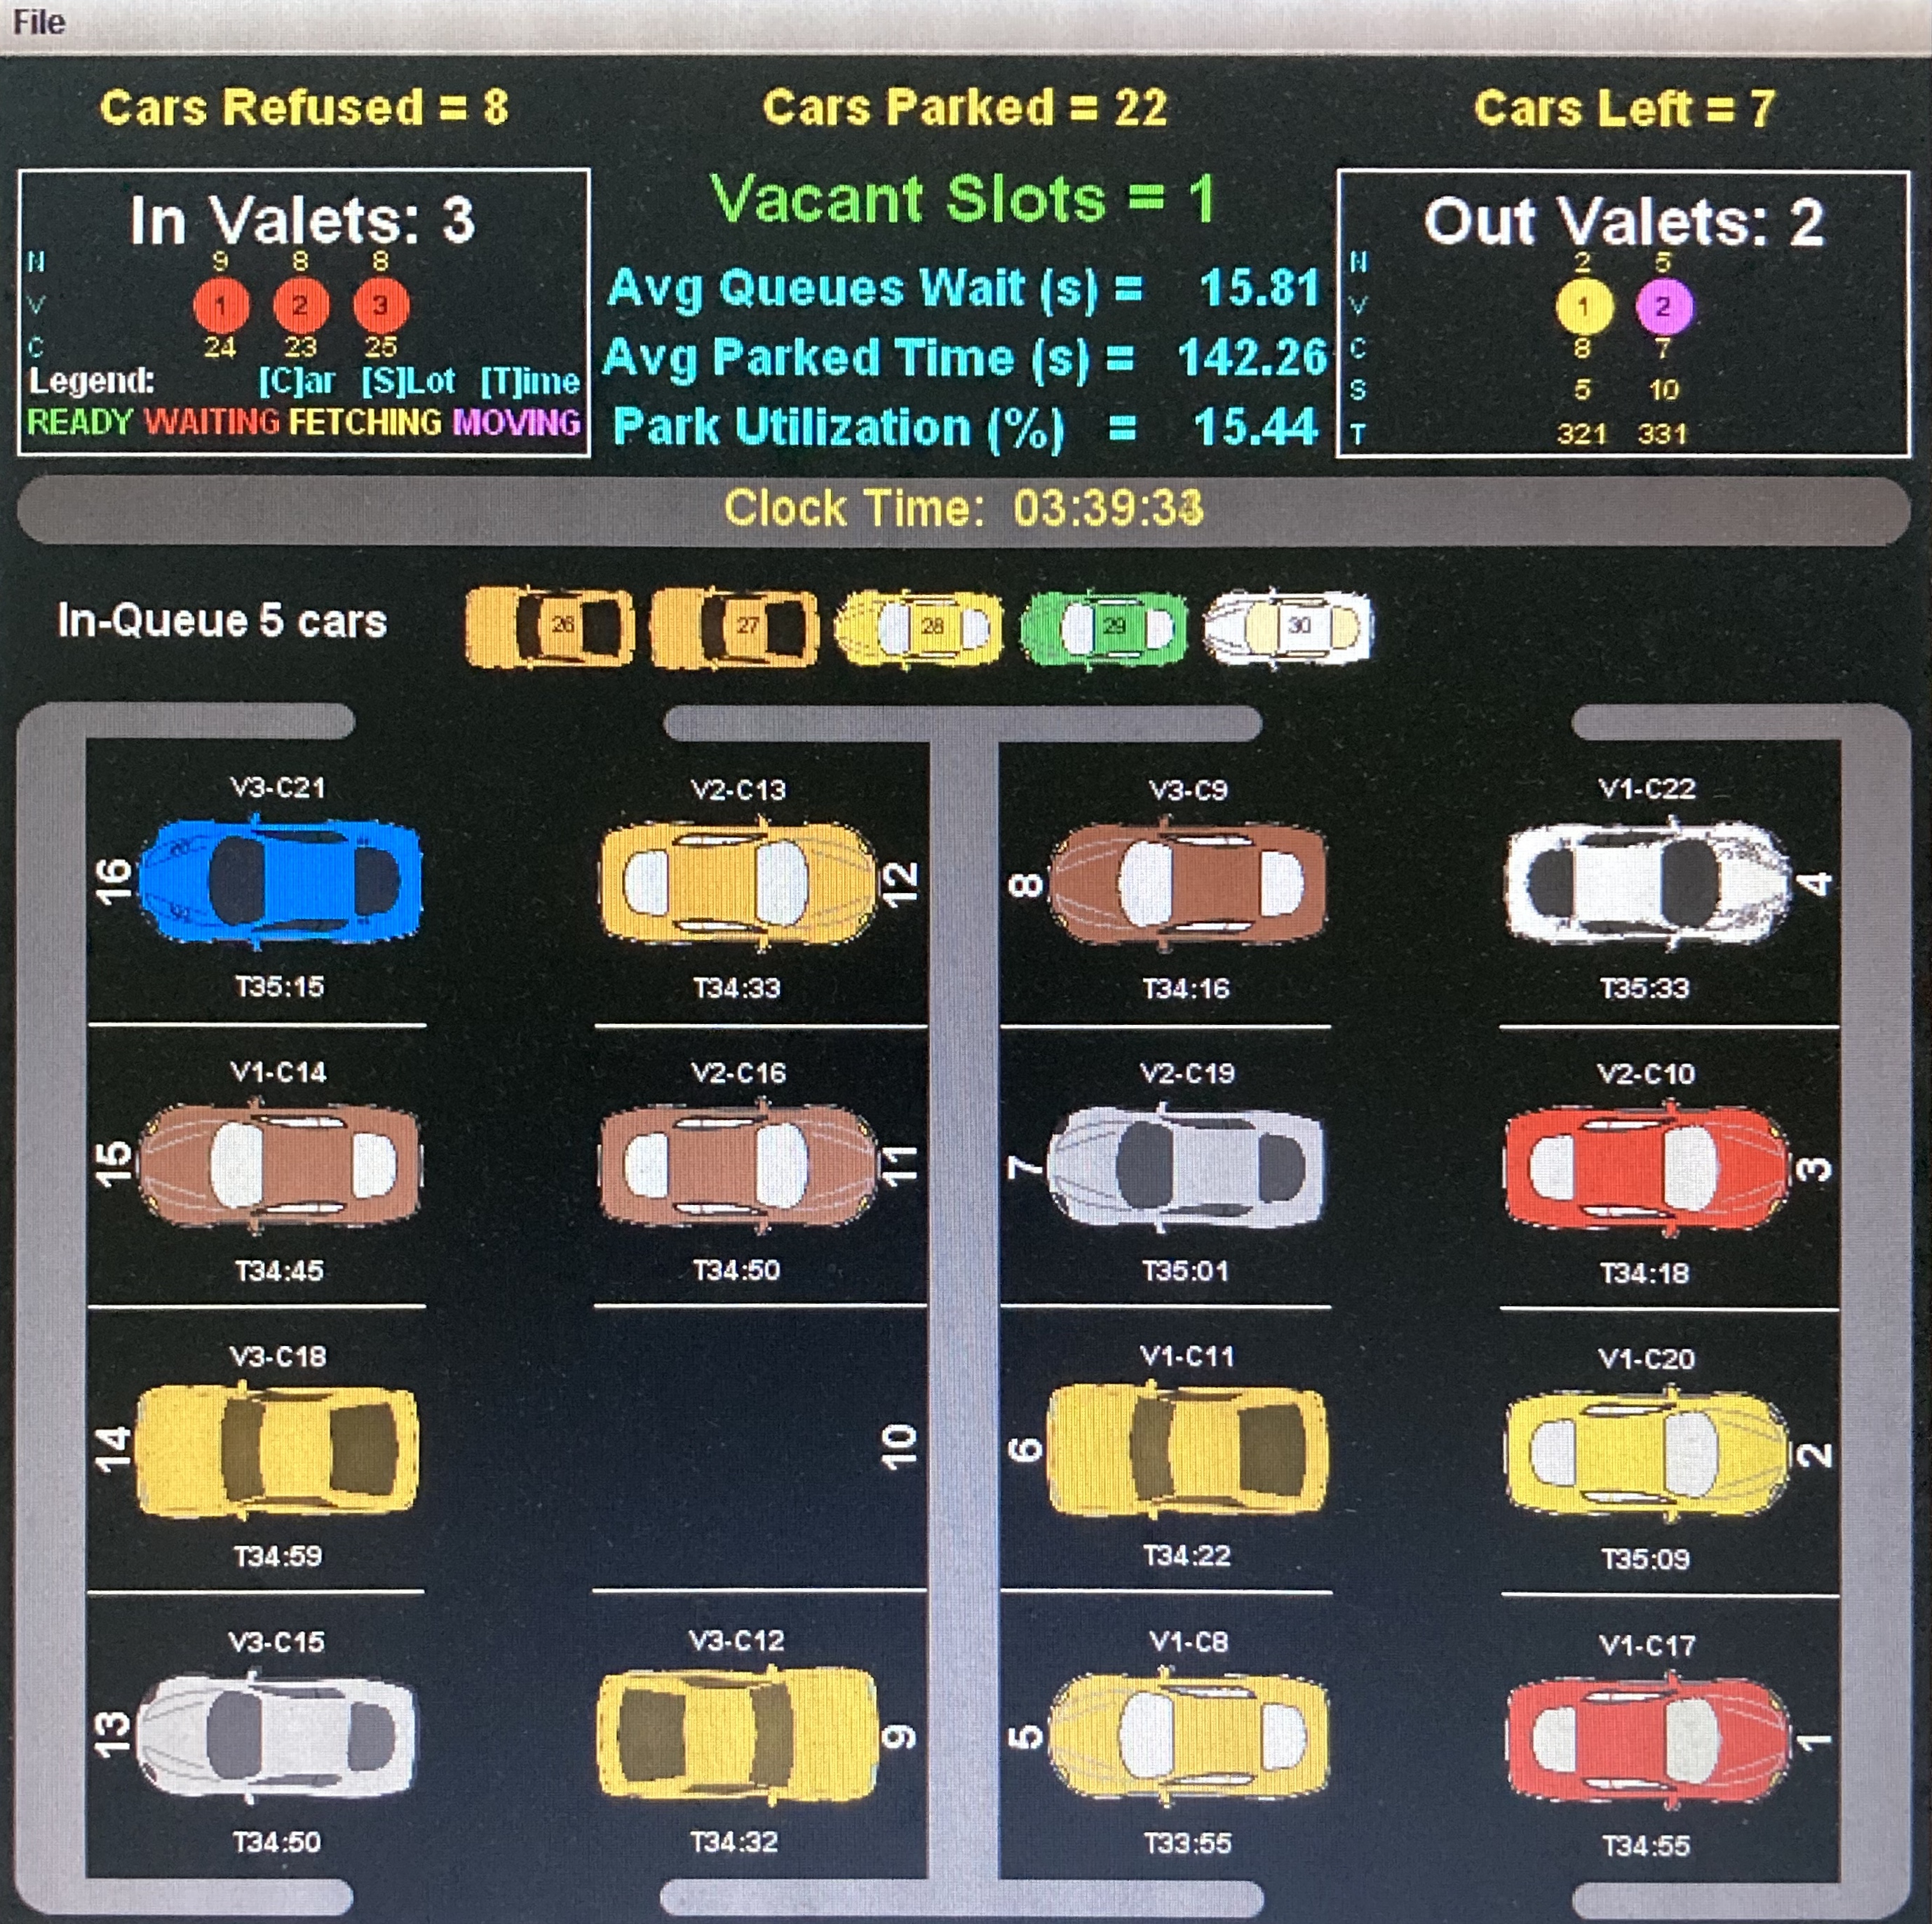 File
Cars Refused = 8
Cars Parked = 22
Cars Left = 7
In Valets: 3
N 9 8 8
V 1 2 3
C 24 23 25
Legend: [C]ar [S]Lot [T]ime
READY WAITING FETCHING MOVING
Vacant Slots = 1
Avg Queues Wait (s) = 15.81
Avg Parked Time (s) = 142.26
Park Utilization (%) = 15.44
Out Valets: 2
N 2 5
V 1 2
C 8 7
S 5 10
T 321 331
Clock Time:
In-Queue 5 cars
26 27 28 29 30
V3-C21
16
T35:15
V2-C13
12
T34:33
V3-C9
8
T34:16
V1-C22
4
T35:33
V1-C14
15
T34:45
V2-C16
11
T34:50
V2-C19
7
T35:01
V2-C10
3
T34:18
V3-C18
14
T34:59
10
V1-C11
6
T34:22
V1-C20
2
T35:09
V3-C15
13
T34:50
V3-C12
9
T34:32
V1-C8
5
T33:55
V1-C17
1
T34:55